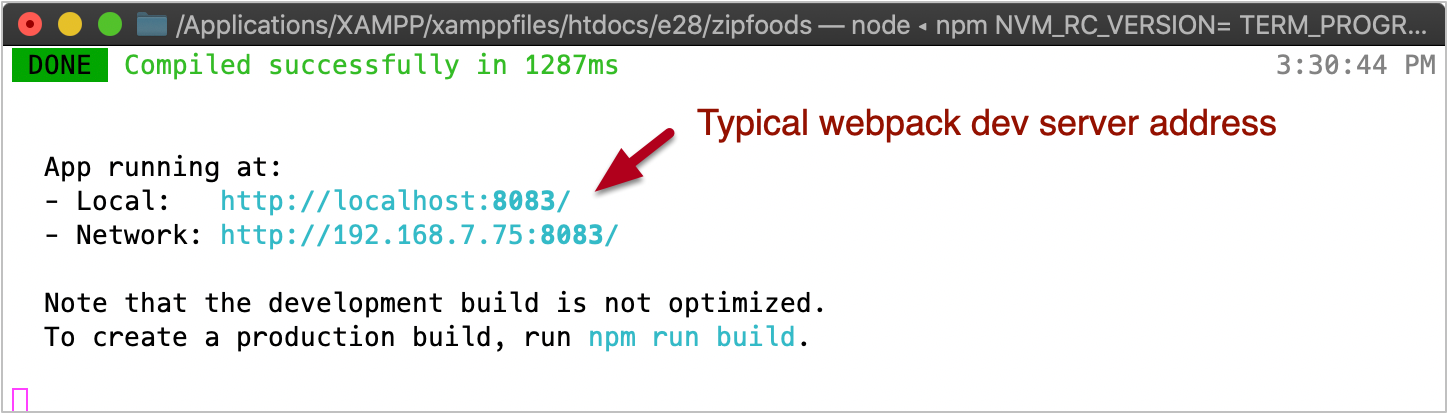 /Applications/XAMPP/xamppfiles/htdocs/e28/zipfoods — node ◂ npm NVM_RC_VERSION= TERM_PROGR...
DONE Compiled successfully in 1287ms 3:30:44 PM
Typical webpack dev server address
App running at:
- Local: http://localhost:8083/
- Network: http://192.168.7.75:8083/
Note that the development build is not optimized.
To create a production build, run npm run build.